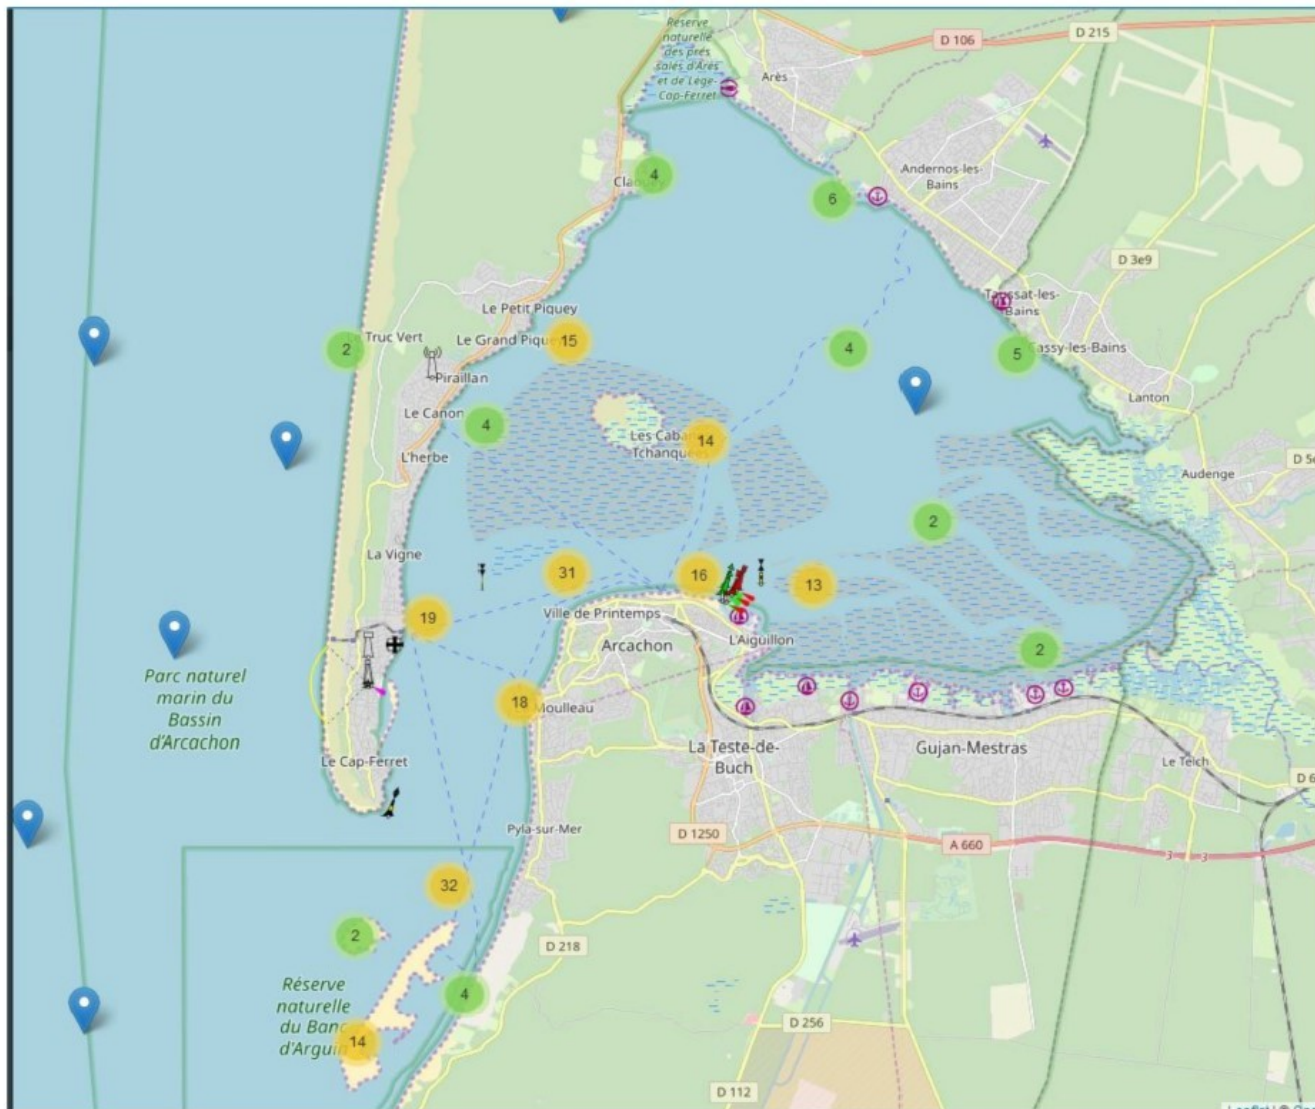 Réserve
naturelle
des prés
salés d'Arès
et de Lège-
Cap-Ferret
D 106
D 215
Arès
4
6
Andernos-les-
Bains
D 3e9
Le Petit Piquey
Taussat-les-
Bains
2
Truc Vert
Le Grand Piquey
15
4
5
Cassy-les-Bains
Piraillan
Lanton
Le Canon
4
Les Cabanes
Tchanquées
14
L'herbe
Audenge
2
La Vigne
31
16
13
19
Ville de Printemps
Arcachon
L'Aiguillon
2
Parc naturel
marin du
Bassin
d'Arcachon
18
Moulleau
La Teste-de-
Buch
Gujan-Mestras
Le Teich
Le Cap-Ferret
Pyla-sur-Mer
D 1250
A 660
3
3
32
2
D 218
Réserve
naturelle
du Banc
d'Arguin
4
14
D 256
D 112